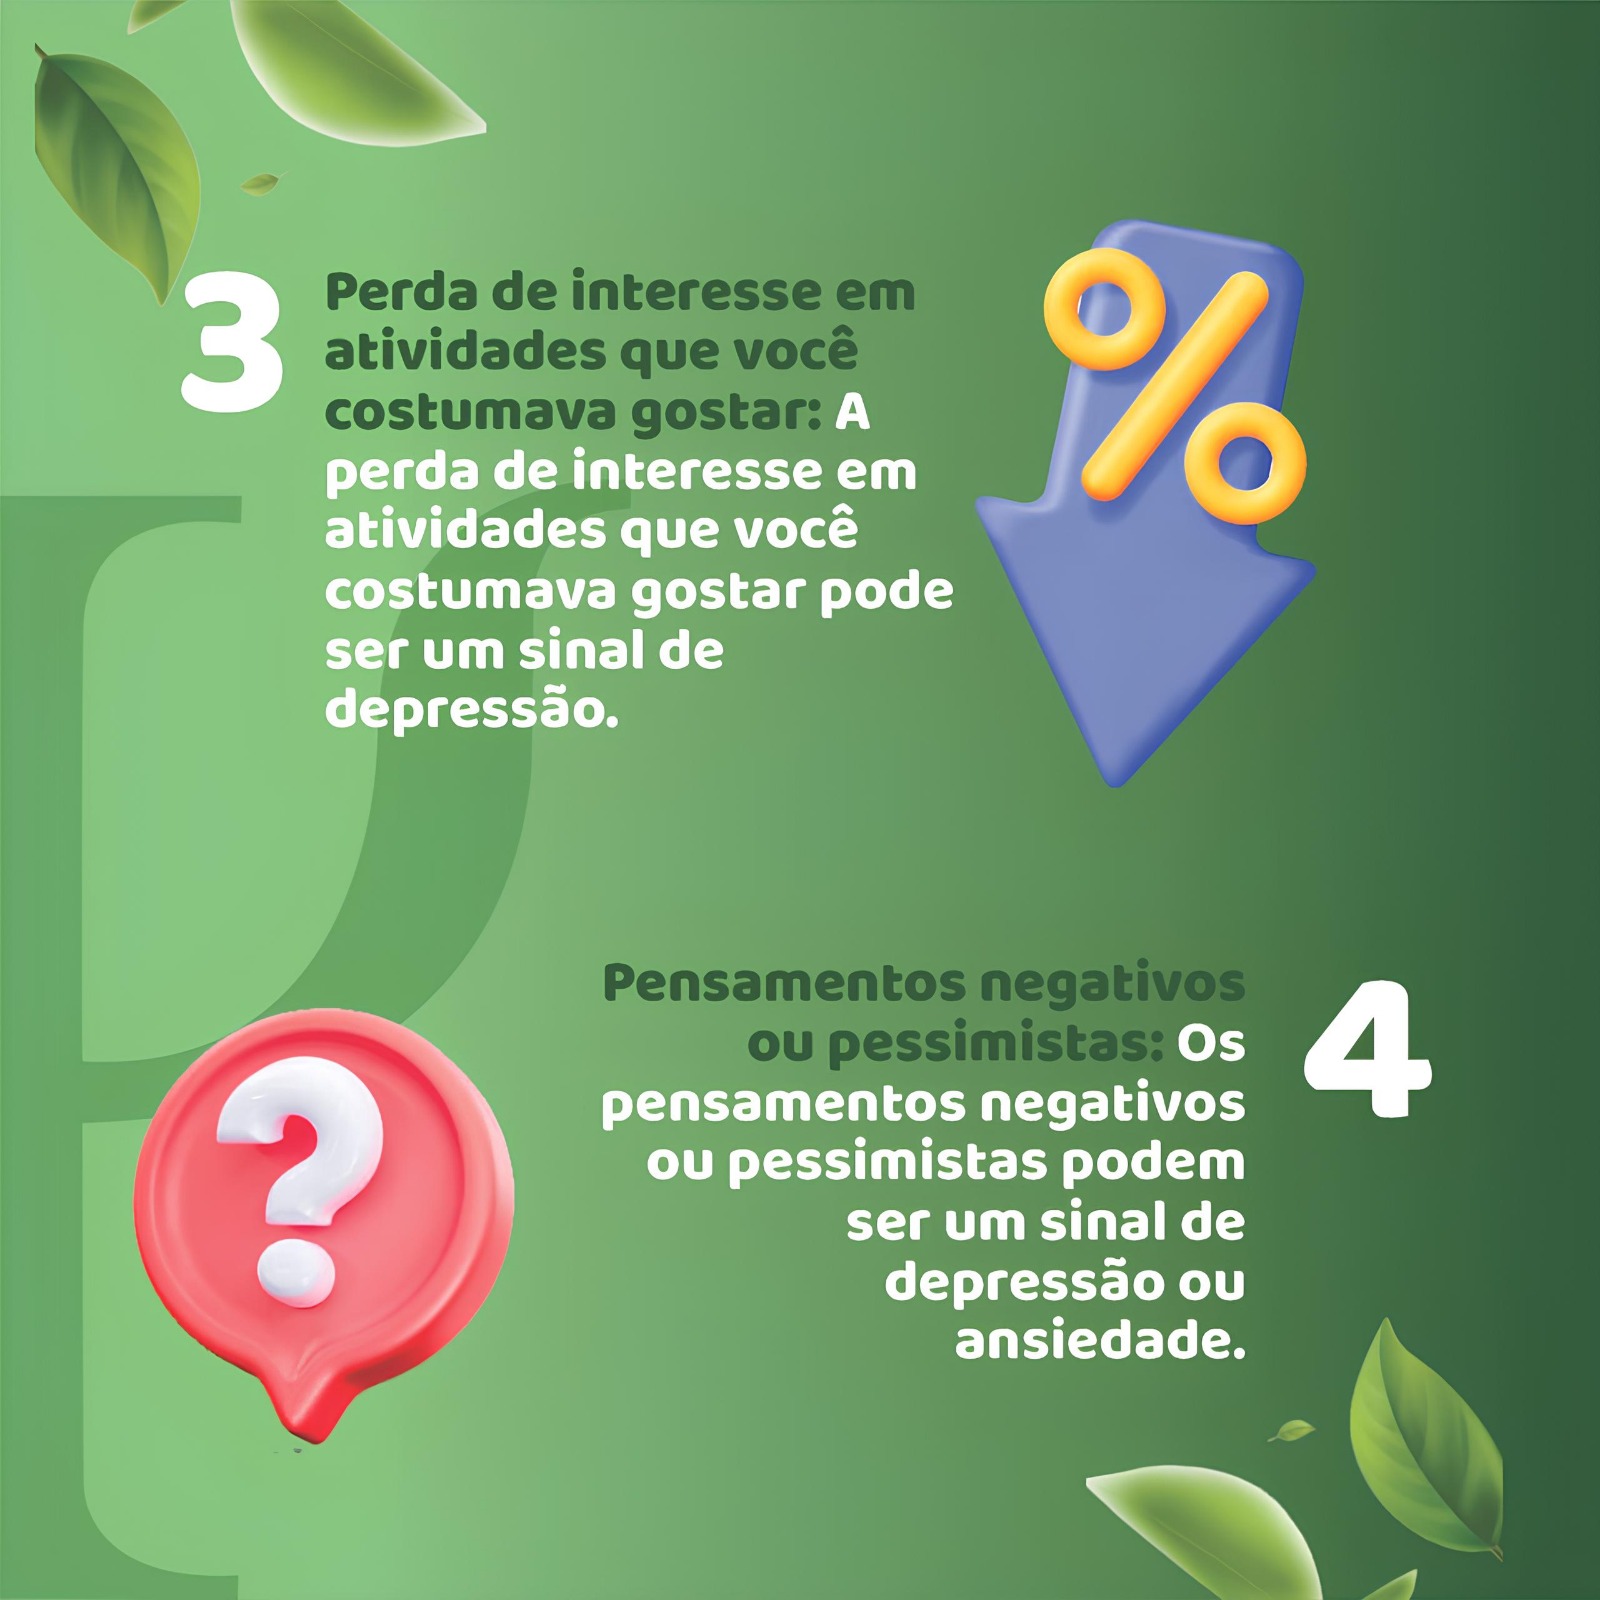 3
Perda de interesse em
atividades que você
costumava gostar: A
perda de interesse em
atividades que você
costumava gostar pode
ser um sinal de
depressão.
%
Pensamentos negativos
ou pessimistas: Os
pensamentos negativos
ou pessimistas podem
ser um sinal de
depressão ou
ansiedade.
4
?